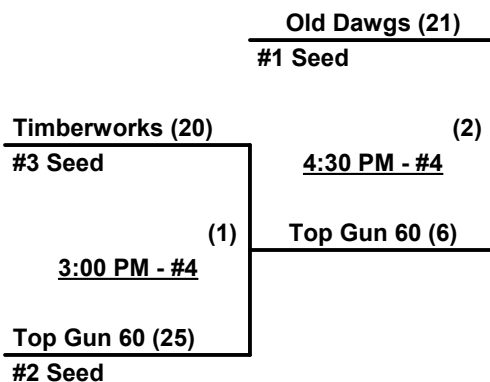 Old Dawgs (21)
#1 Seed
Timberworks (20)
(2)
#3 Seed
4:30 PM - #4
(1)
Top Gun 60 (6)
3:00 PM - #4
Top Gun 60 (25)
#2 Seed